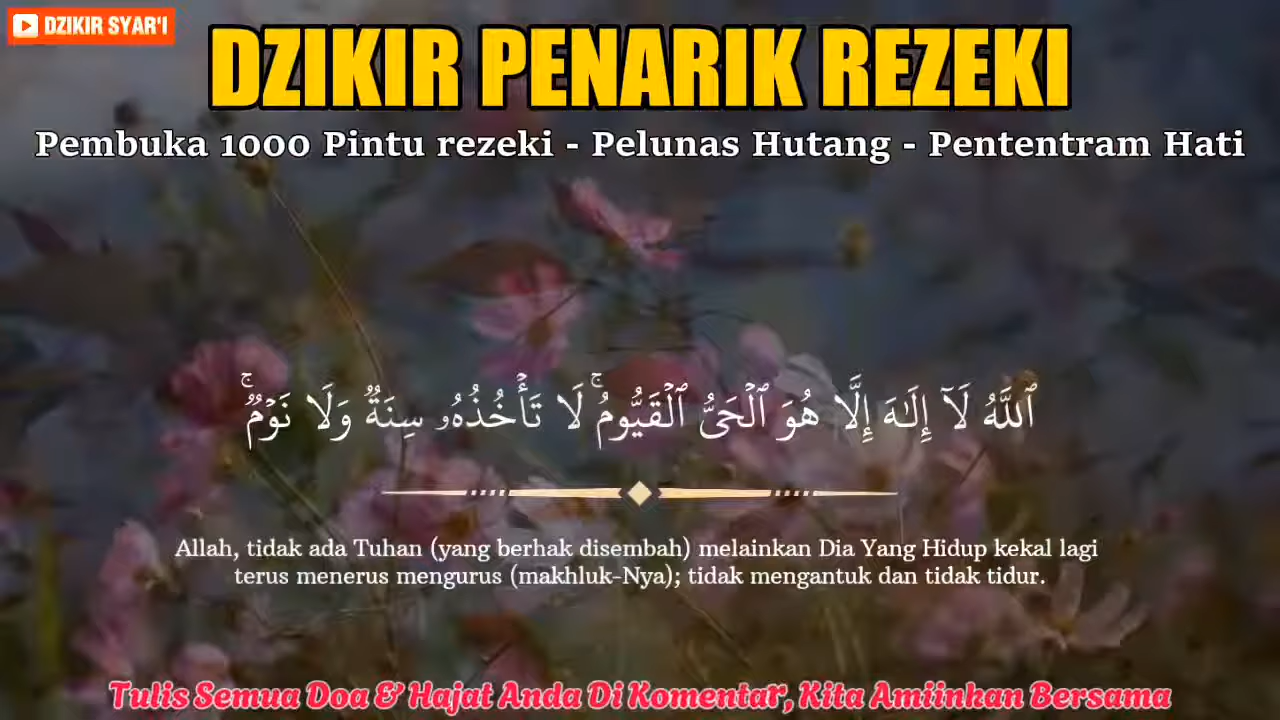 DZIKIR SYAR'I
DZIKIR PENARIK REZEKI
Pembuka 1000 Pintu rezeki - Pelunas Hutang - Pententram Hati
ٱللَّهُ لَآ إِلَـٰهَ إِلَّا هُوَ ٱلْحَىُّ ٱلْقَيُّومُ ۚ لَا تَأْخُذُهُۥ سِنَةٌ وَلَا نَوْمٌ ۚ
Allah, tidak ada Tuhan (yang berhak disembah) melainkan Dia Yang Hidup kekal lagi
terus menerus mengurus (makhluk-Nya); tidak mengantuk dan tidak tidur.
Tulis Semua Doa & Hajat Anda Di Komentar, Kita Amiinhan Bersama